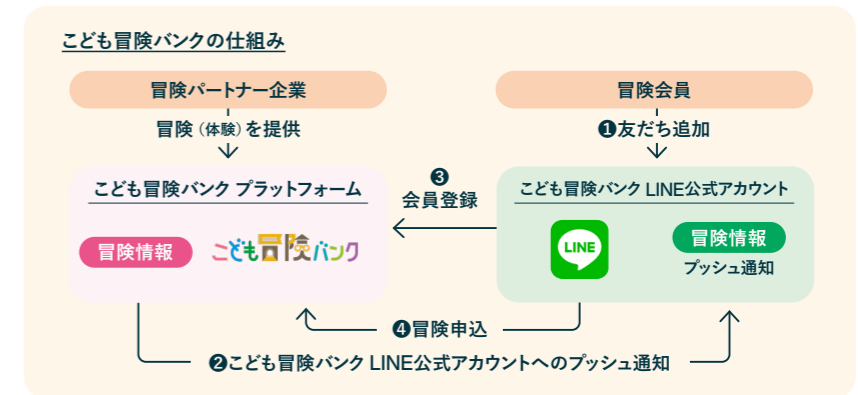 こども冒険バンクの仕組み
冒険パートナー企業
冒険（体験）を提供
こども冒険バンク プラットフォーム
冒険情報
こども冒険バンク
冒険会員
❶友だち追加
こども冒険バンク LINE公式アカウント
LINE
冒険情報
プッシュ通知
❸
会員登録
❹冒険申込
❷こども冒険バンク LINE公式アカウントへのプッシュ通知